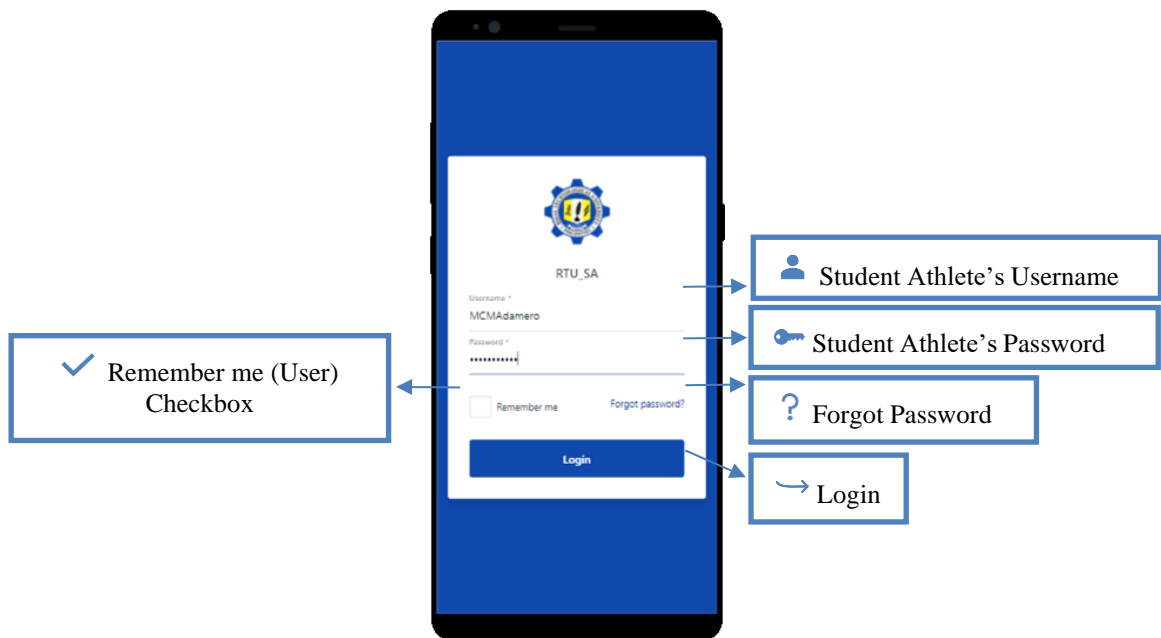 RTU_SA
Username *
MCMAdamero
Password *
•••••••••••
Remember me
Forgot password?
Login
Remember me (User)
Checkbox
Student Athlete’s Username
Student Athlete’s Password
? Forgot Password
Login